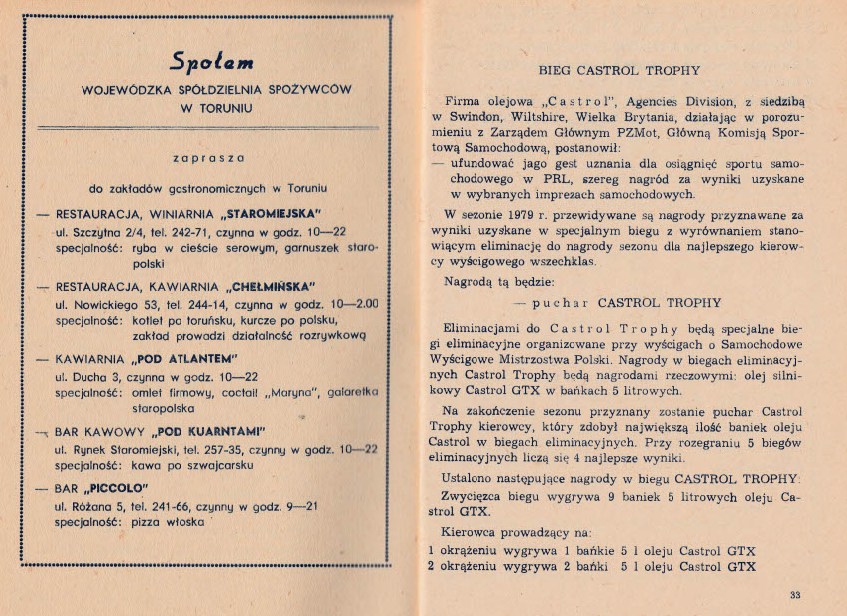 Społem
WOJEWÓDZKA SPÓŁDZIELNIA SPOŻYWCÓW
W TORUNIU
zaprasza
do zakładów gcstronomicznych w Toruniu
— RESTAURACJA, WINIARNIA „STAROMIEJSKA"
ul. Szczytna 2/4, tel. 242-71, czynna w godz. 10—22
specjalność: ryba w cieście serowym, garnuszek staro-
polski
— RESTAURACJA, KAWIARNIA „CHEŁMIŃSKA"
ul. Nowickiego 53, tel. 244-14, czynna w godz. 10—2.00
specjalność: kotlet po toruńsku, kurcze po polsku,
zakład prowadzi działalność rozrywkową
— KAWIARNIA „POD ATLANTEM"
ul. Ducha 3, czynna w godz. 10—22
specjalność: omlet firmowy, coctail „Maryna", galaretka
staropolska
— BAR KAWOWY „POD KUARNTAMI"
ul. Rynek Staromiejski, tel. 257-35, czynny w godz. 10—22
specjalność: kawa po szwajcarsku
— BAR „PICCOLO"
ul. Różana 5, tel. 241-66, czynny w godz. 9—21
specjalność: pizza włoska
BIEG CASTROL TROPHY
Firma olejowa „Castrol", Agencies Division, z siedzibą
w Swindon, Wiltshire, Wielka Brytania, działając w porozu-
mieniu z Zarządem Głównym PZMot, Główną Komisją Spor-
tową Samochodową, postanowił:
— ufundować jago gest uznania dla osiągnięć sportu samo-
chodowego w PRL, szereg nagród za wyniki uzyskane
w wybranych imprezach samochodowych.
W sezonie 1979 r. przewidywane są nagrody przyznawane za
wyniki uzyskane w specjalnym biegu z wyrównaniem stano-
wiącym eliminację do nagrody sezonu dla najlepszego kierow-
cy wyścigowego wszechklas.
Nagrodą tą będzie:
— puchar CASTROL TROPHY
Eliminacjami do Castrol Trophy będą specjalne bie-
gi eliminacyjne organizcwane przy wyścigach o Samochodowe
Wyścigowe Mistrzostwa Polski. Nagrody w biegach eliminacyj-
nych Castrol Trophy będą nagrodami rzeczowymi: olej silni-
kowy Castrol GTX w bańkach 5 litrowych.
Na zakończenie sezonu przyznany zostanie puchar Castrol
Trophy kierowcy, który zdobył największą ilość baniek oleju
Castrol w biegach eliminacyjnych. Przy rozegraniu 5 biegów
eliminacyjnych liczą się 4 najlepsze wyniki.
Ustalono następujące nagrody w biegu CASTROL TROPHY:
Zwycięzca biegu wygrywa 9 baniek 5 litrowych oleju Ca-
strol GTX.
Kierowca prowadzący na:
1 okrążeniu wygrywa 1 bańkie 5 l oleju Castrol GTX
2 okrążeniu wygrywa 2 bańki 5 l oleju Castrol GTX
33